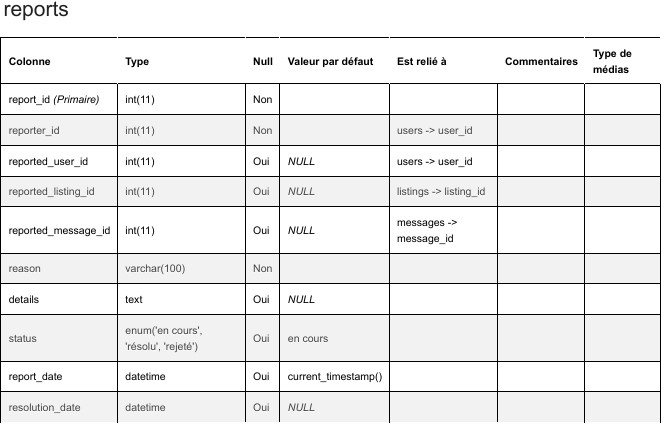 reports
Colonne Type Null Valeur par défaut Est relié à Commentaires Type de médias
report_id (Primaire) int(11) Non
reporter_id int(11) Non users -> user_id
reported_user_id int(11) Oui NULL users -> user_id
reported_listing_id int(11) Oui NULL listings -> listing_id
reported_message_id int(11) Oui NULL messages -> message_id
reason varchar(100) Non
details text Oui NULL
status enum('en cours', 'résolu', 'rejeté') Oui en cours
report_date datetime Oui current_timestamp()
resolution_date datetime Oui NULL